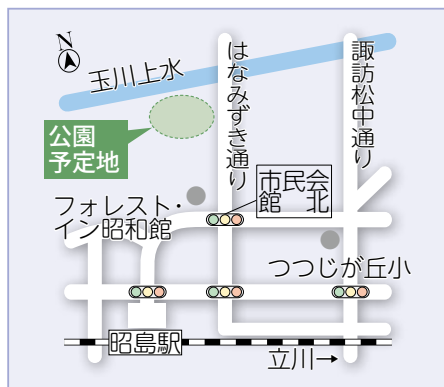 N
玉川上水
はなみずき通り
諏訪松中通り
公園
予定地
市民会
館　北
フォレスト・
イン昭和館
つつじが丘小
昭島駅
立川→